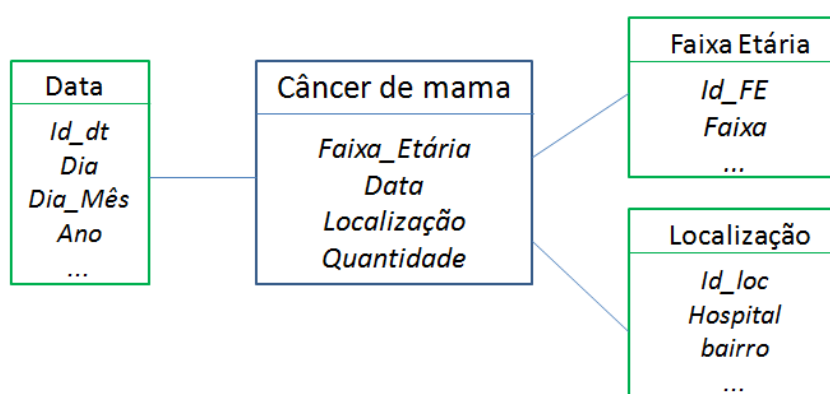 Data
Id_dt
Dia
Dia_Mês
Ano
...
Câncer de mama
Faixa_Etária
Data
Localização
Quantidade
Faixa Etária
Id_FE
Faixa
...
Localização
Id_loc
Hospital
bairro
...